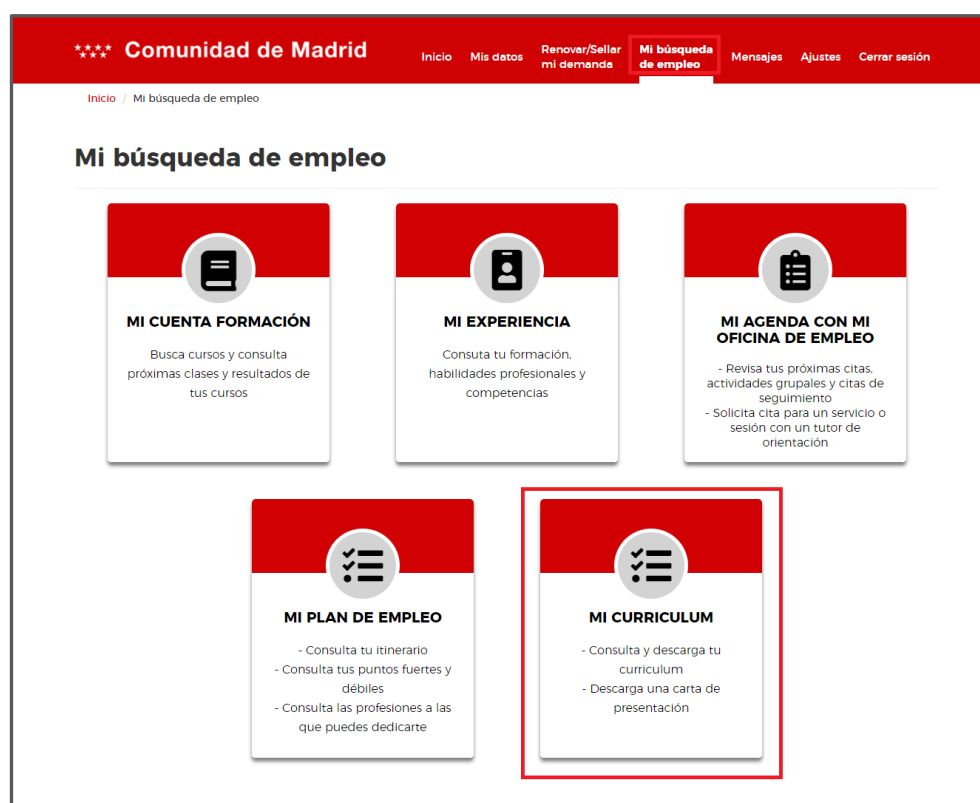 Comunidad de Madrid
Inicio
Mis datos
Renovar/Sellar
mi demanda
Mi búsqueda
de empleo
Mensajes
Ajustes
Cerrar sesión
Inicio / Mi búsqueda de empleo
Mi búsqueda de empleo
MI CUENTA FORMACIÓN
Busca cursos y consulta
próximas clases y resultados de
tus cursos
MI EXPERIENCIA
Consuta tu formación,
habilidades profesionales y
competencias
MI AGENDA CON MI
OFICINA DE EMPLEO
- Revisa tus próximas citas,
actividades grupales y citas de
seguimiento
- Solicita cita para un servicio o
sesión con un tutor de
orientación
MI PLAN DE EMPLEO
- Consulta tu itinerario
- Consulta tus puntos fuertes y
débiles
- Consulta las profesiones a las
que puedes dedicarte
MI CURRICULUM
- Consulta y descarga tu
curriculum
- Descarga una carta de
presentación